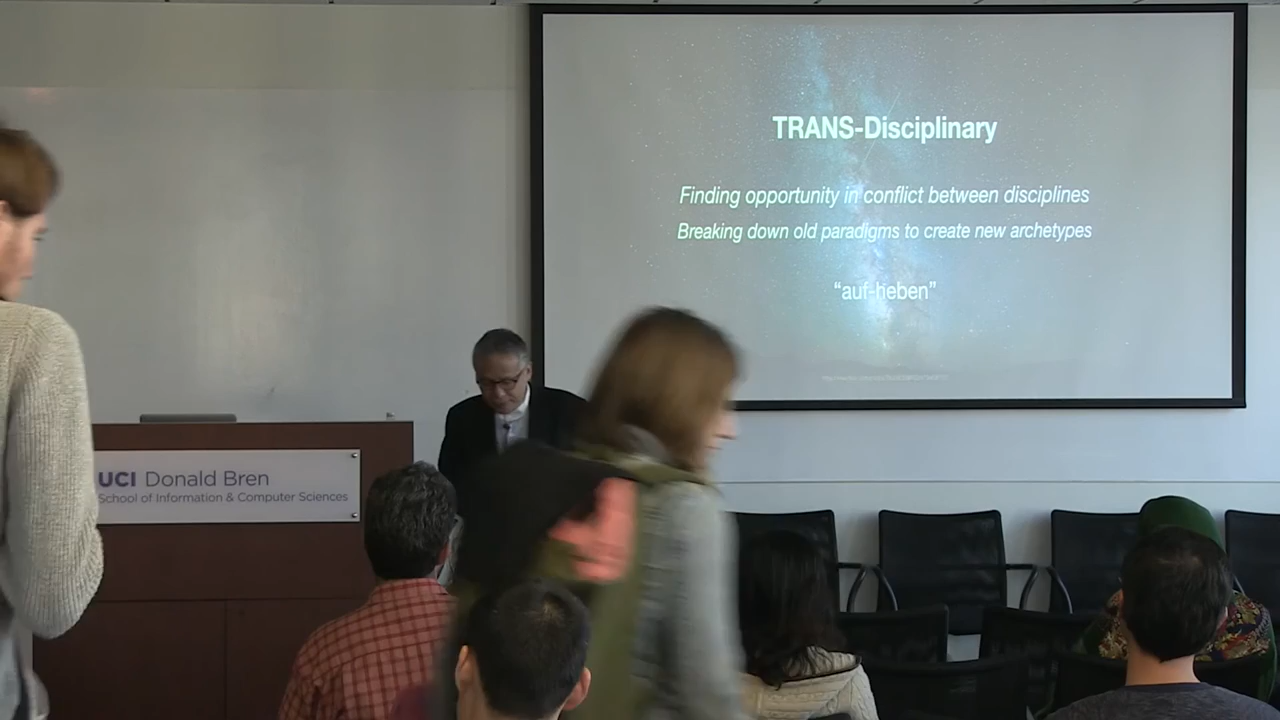 TRANS-Disciplinary
Finding opportunity in conflict between disciplines
Breaking down old paradigms to create new archetypes
“auf-heben”
UCI Donald Bren
School of Information & Computer Sciences